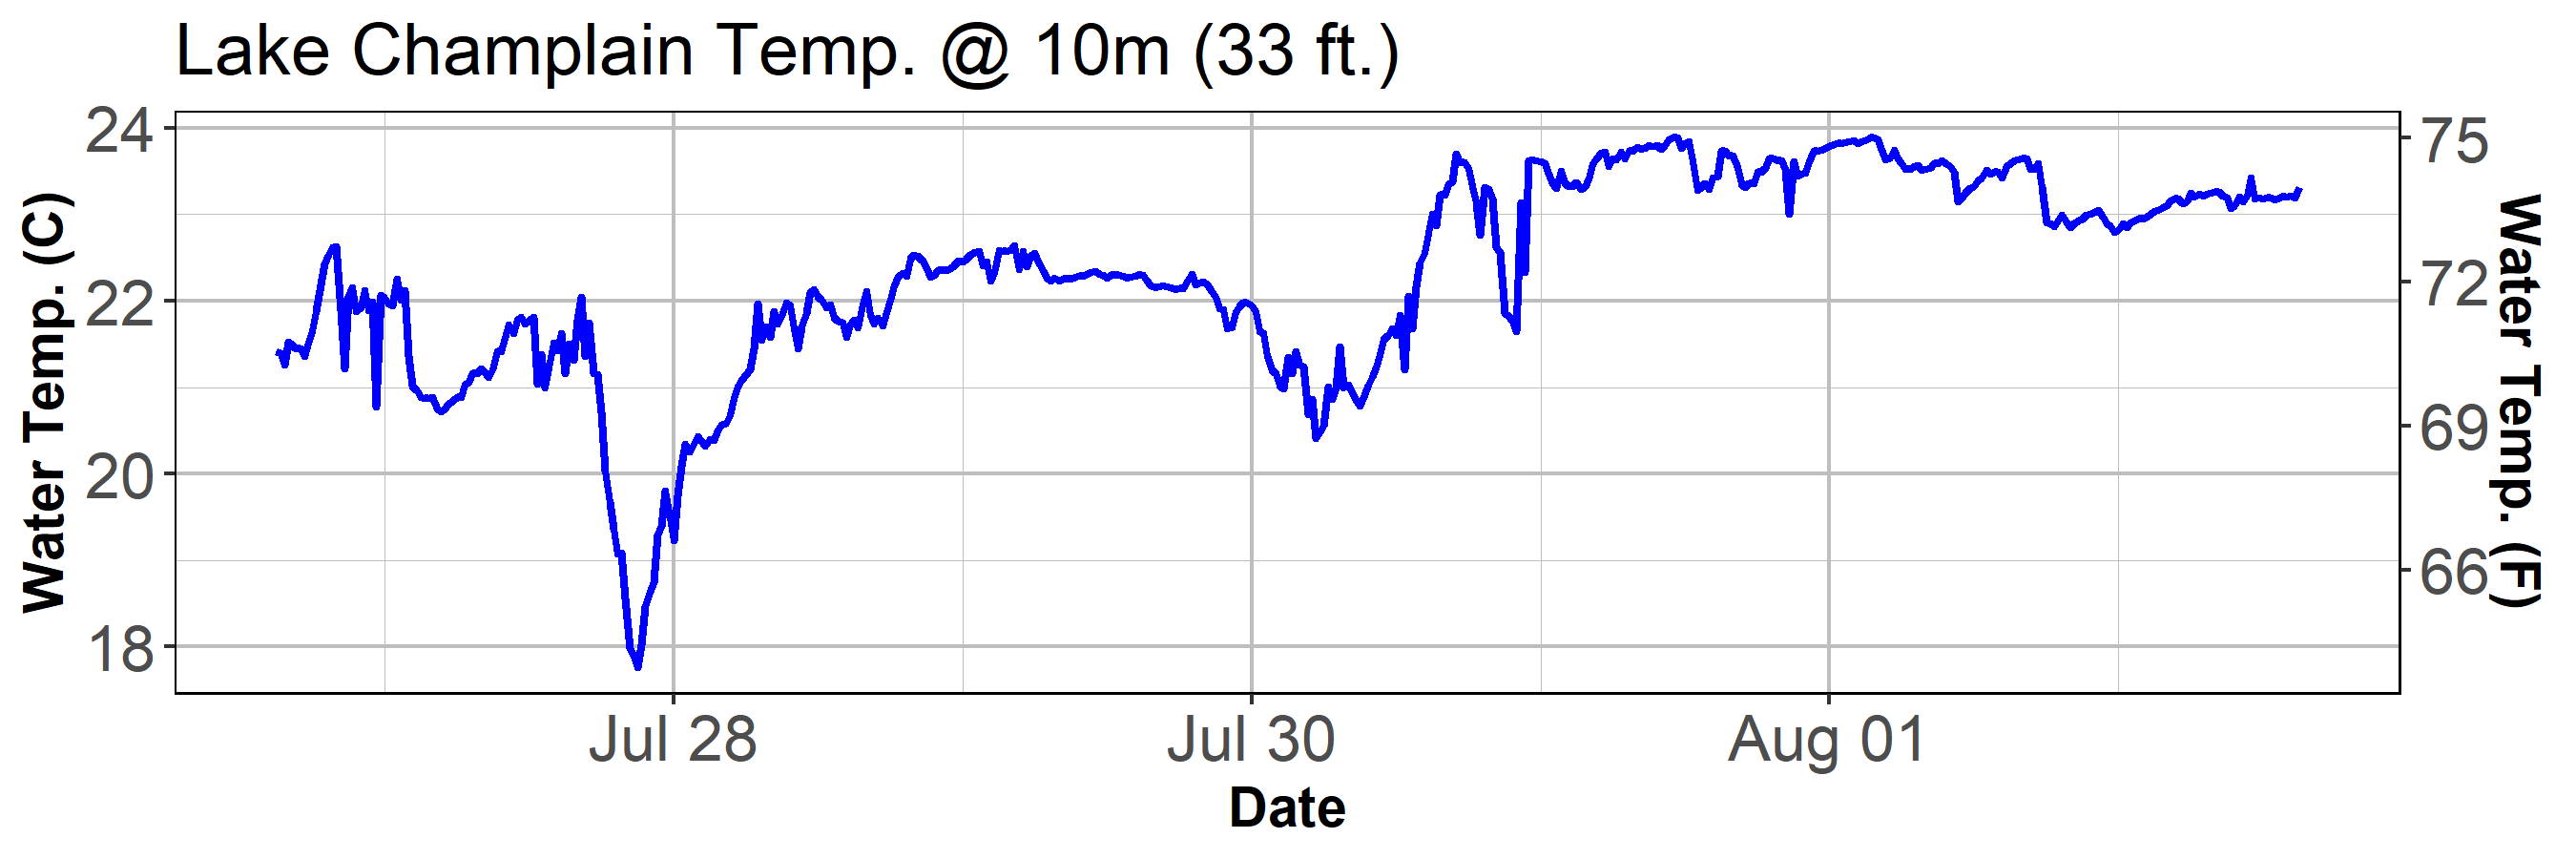 Lake Champlain Temp. @ 10m (33 ft.)
Water Temp. (C)
24
22
20
18
75
72
69
66
Water Temp. (F)
Jul 28
Jul 30
Aug 01
Date